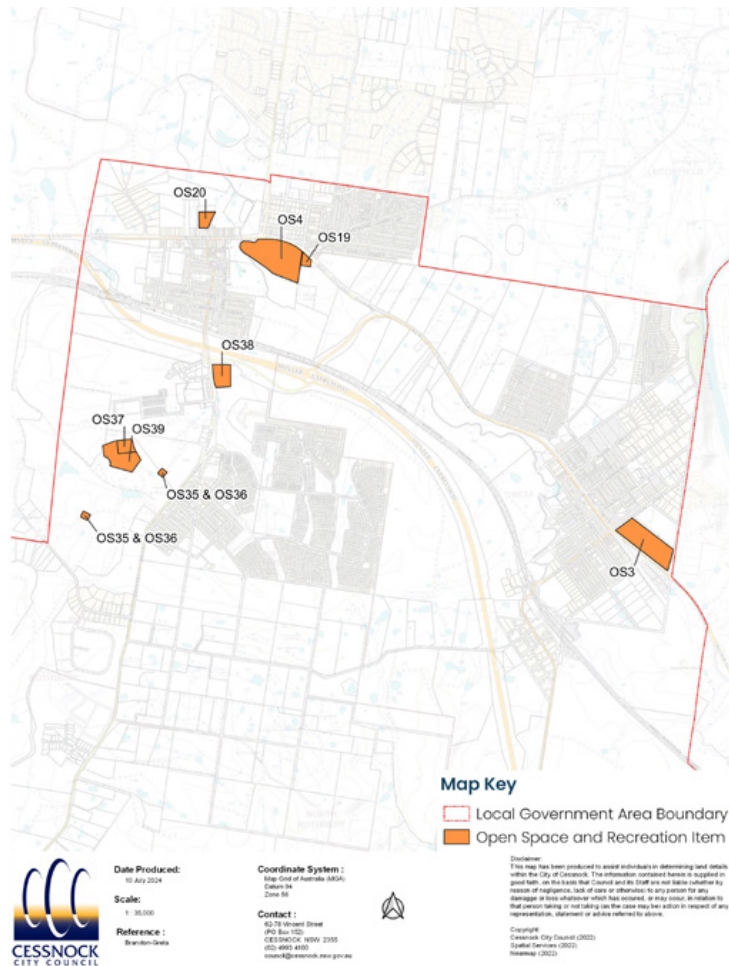 OS20
OS4
OS19
OS38
OS37
OS39
OS35 & OS36
OS35 & OS36
OS3
Map Key
Local Government Area Boundary
Open Space and Recreation Item
CESSNOCK
CITY COUNCIL
Date Produced:
10 July 2024
Scale:
1: 35,000
Reference :
Brandon-Greta
Coordinate System :
Map Grid of Australia (MGA)
Datum 94
Zone 56
Contact :
62-78 Vincent Street
(PO Box 152)
CESSNOCK NSW 2355
(02) 4993 4100
council@cessnock.nsw.gov.au
Disclaimer:
This map has been produced to assist individuals in determining land details
within the City of Cessnock. The information contained herein is supplied in
good faith, on the basis that Council and its Staff are not liable (whether by
reason of negligence, lack of care or otherwise) to any person for any
damage or loss whatsoever which has occurred, or may occur, in relation to
that person taking or not taking (as the case may be) action in respect of any
representation, statement or advice referred to above.
Copyright:
Cessnock City Council (2022)
Spatial Services (2022)
Nearmap (2022)